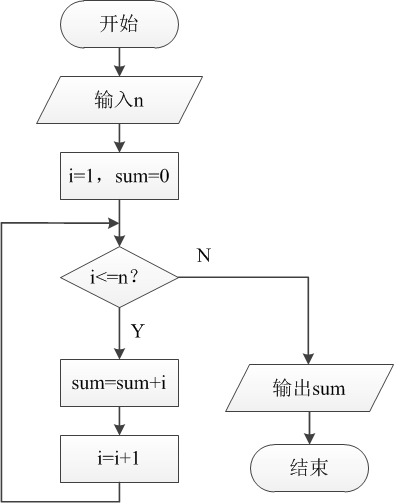 开始
输入n
i=1，sum=0
i<=n?
N
Y
sum=sum+i
输出sum
i=i+1
结束